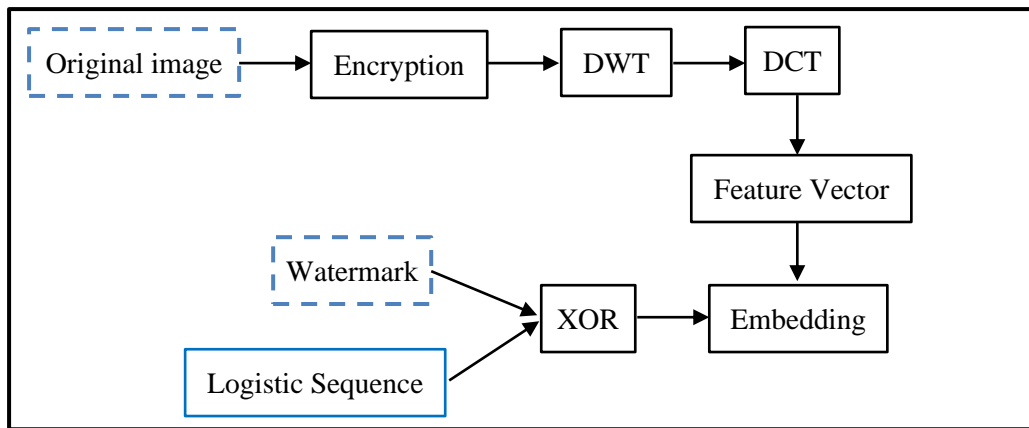 Original image
Encryption
DWT
DCT
Feature Vector
Watermark
XOR
Embedding
Logistic Sequence